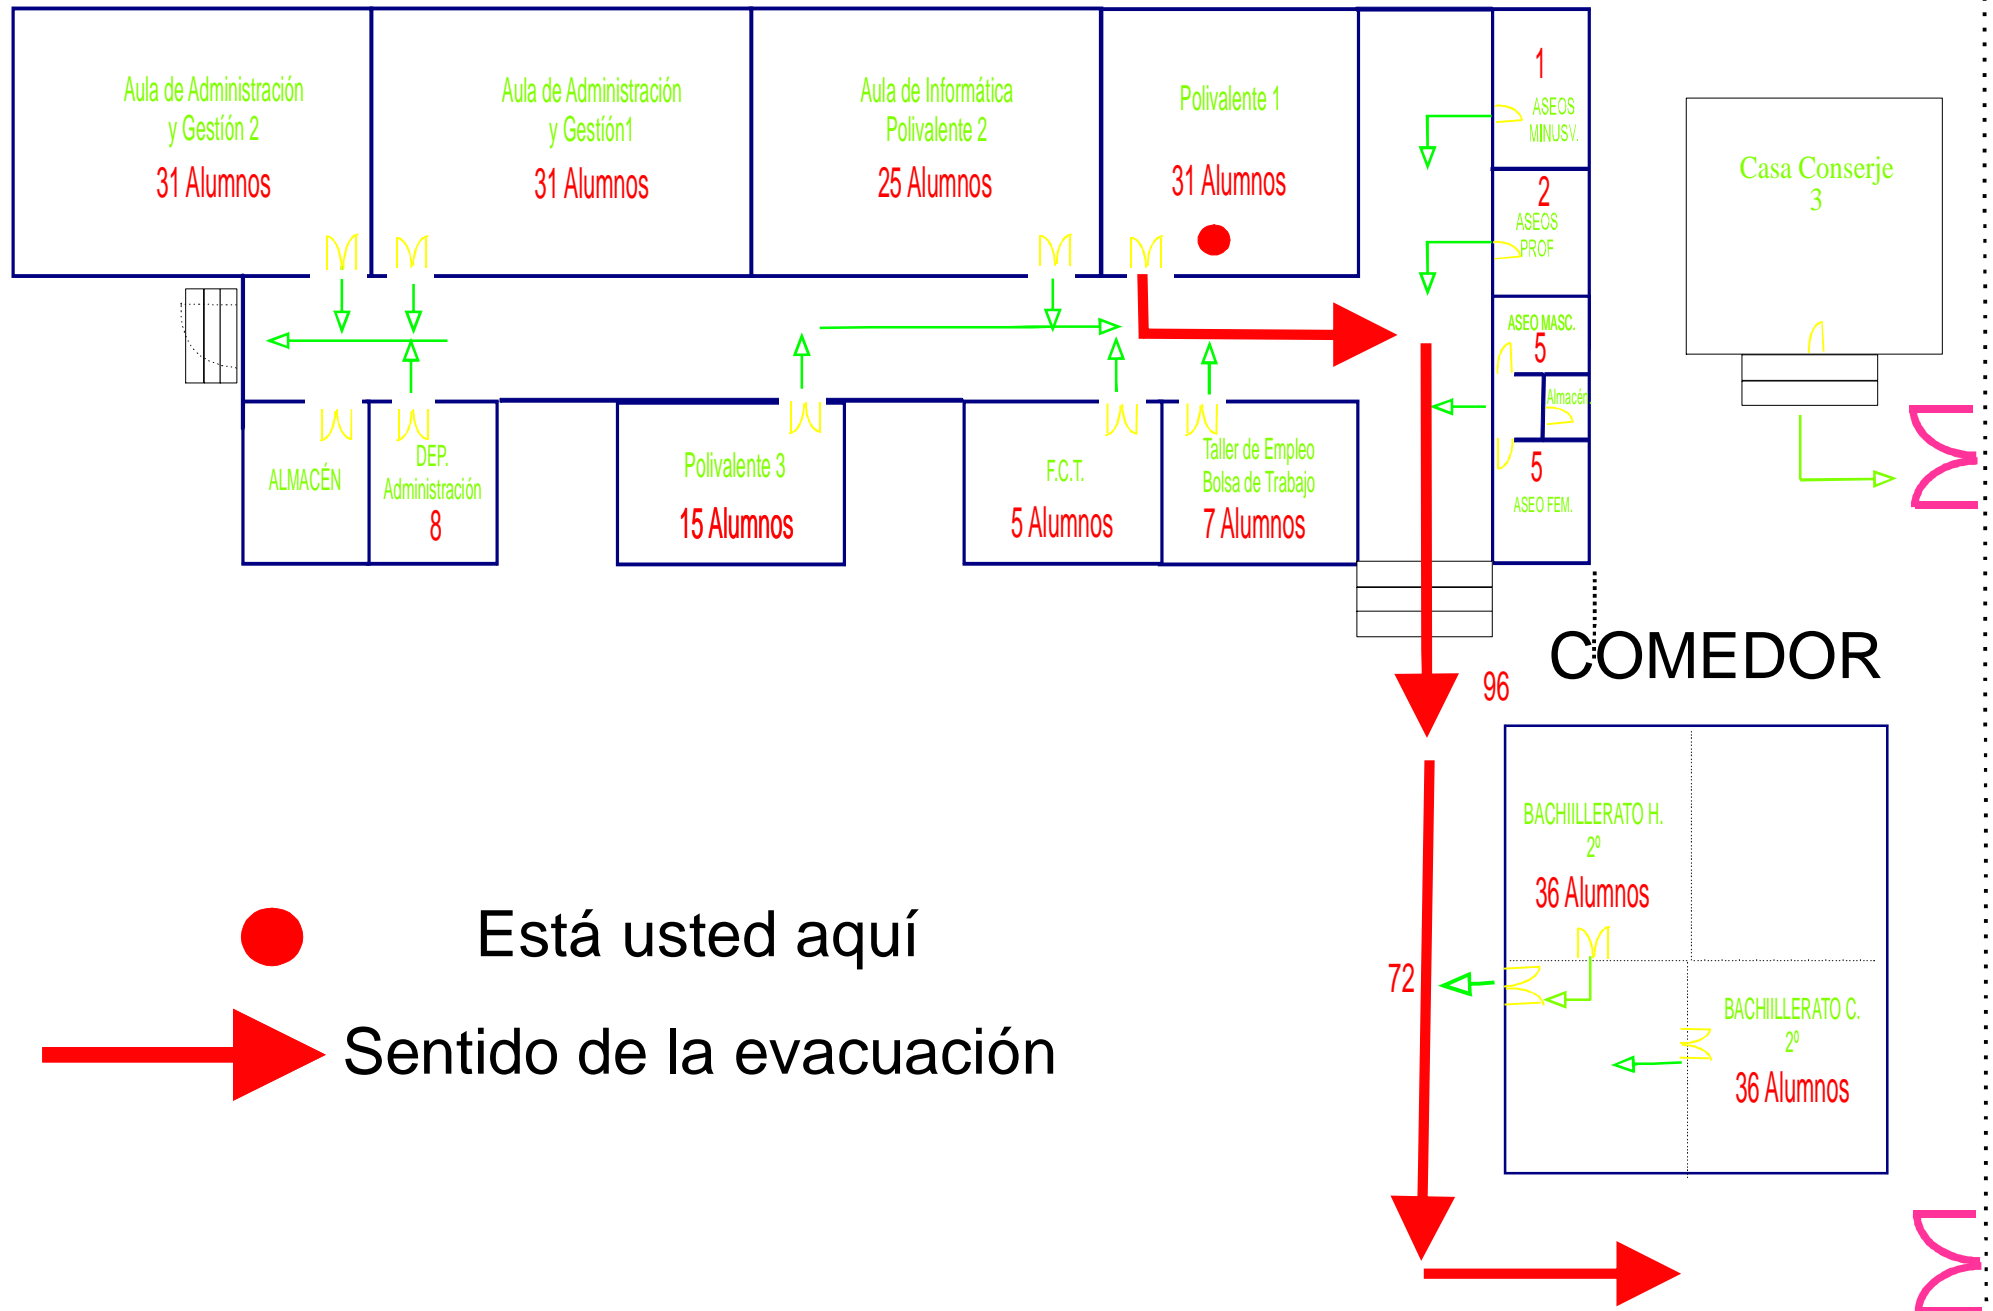 Aula de Administración
y Gestíón 2
31 Alumnos
Aula de Administración
y Gestíón1
31 Alumnos
Aula de Informática
Polivalente 2
25 Alumnos
Polivalente 1
31 Alumnos
1
ASEOS
MINUSV.
2
ASEOS
PROF
ASEO MASC.
5
Almacén
5
ASEO FEM.
Casa Conserje
3
ALMACÉN
DEP.
Administración
8
Polivalente 3
15 Alumnos
F.C.T.
5 Alumnos
Taller de Empleo
Bolsa de Trabajo
7 Alumnos
COMEDOR
96
BACHIILLERATO H.
2º
36 Alumnos
72
BACHIILLERATO C.
2º
36 Alumnos
Está usted aquí
Sentido de la evacuación